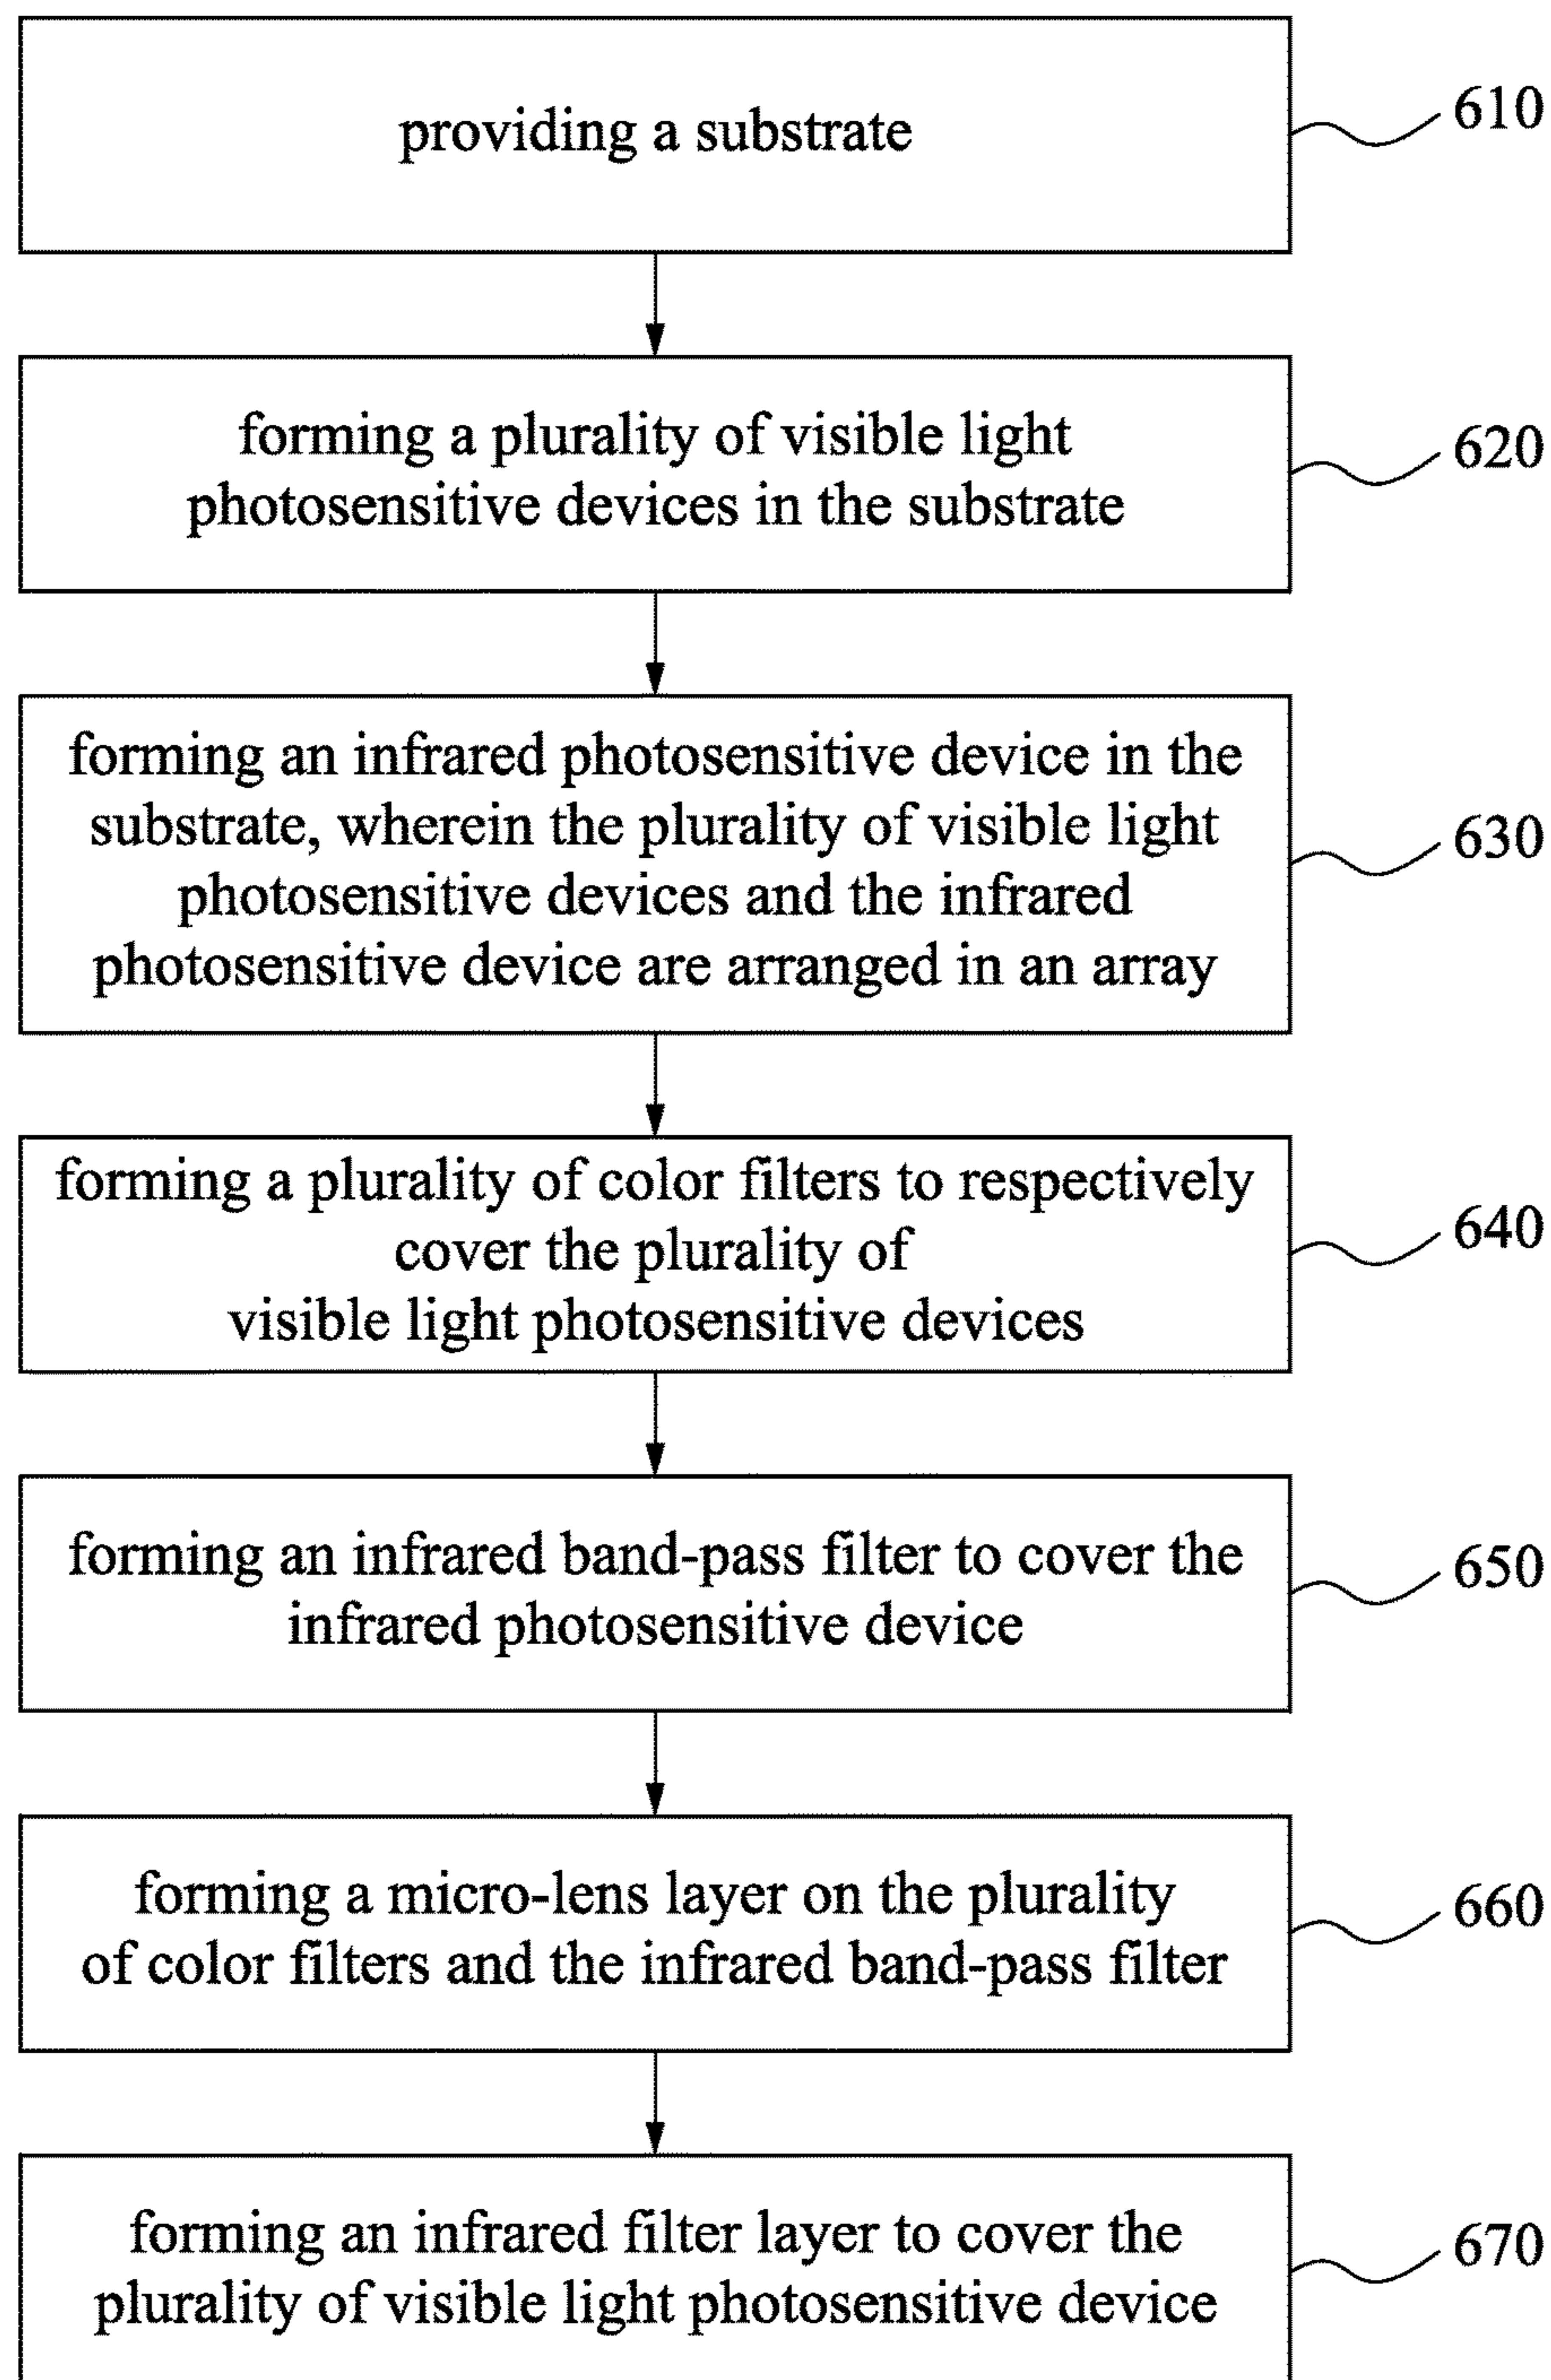 providing a substrate
610
forming a plurality of visible light
photosensitive devices in the substrate
620
forming an infrared photosensitive device in the
substrate, wherein the plurality of visible light
photosensitive devices and the infrared
photosensitive device are arranged in an array
630
forming a plurality of color filters to respectively
cover the plurality of
visible light photosensitive devices
640
forming an infrared band-pass filter to cover the
infrared photosensitive device
650
forming a micro-lens layer on the plurality
of color filters and the infrared band-pass filter
660
forming an infrared filter layer to cover the
plurality of visible light photosensitive device
670